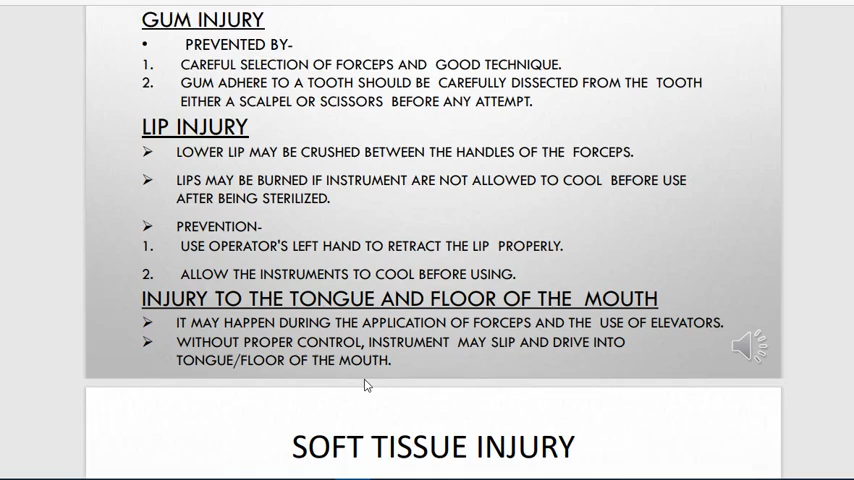 GUM INJURY
• PREVENTED BY-
1. CAREFUL SELECTION OF FORCEPS AND GOOD TECHNIQUE.
2. GUM ADHERE TO A TOOTH SHOULD BE CAREFULLY DISSECTED FROM THE TOOTH
EITHER A SCALPEL OR SCISSORS BEFORE ANY ATTEMPT.
LIP INJURY
➢ LOWER LIP MAY BE CRUSHED BETWEEN THE HANDLES OF THE FORCEPS.
➢ LIPS MAY BE BURNED IF INSTRUMENT ARE NOT ALLOWED TO COOL BEFORE USE
AFTER BEING STERILIZED.
➢ PREVENTION-
1. USE OPERATOR'S LEFT HAND TO RETRACT THE LIP PROPERLY.
2. ALLOW THE INSTRUMENTS TO COOL BEFORE USING.
INJURY TO THE TONGUE AND FLOOR OF THE MOUTH
➢ IT MAY HAPPEN DURING THE APPLICATION OF FORCEPS AND THE USE OF ELEVATORS.
➢ WITHOUT PROPER CONTROL, INSTRUMENT MAY SLIP AND DRIVE INTO
TONGUE/FLOOR OF THE MOUTH.
SOFT TISSUE INJURY